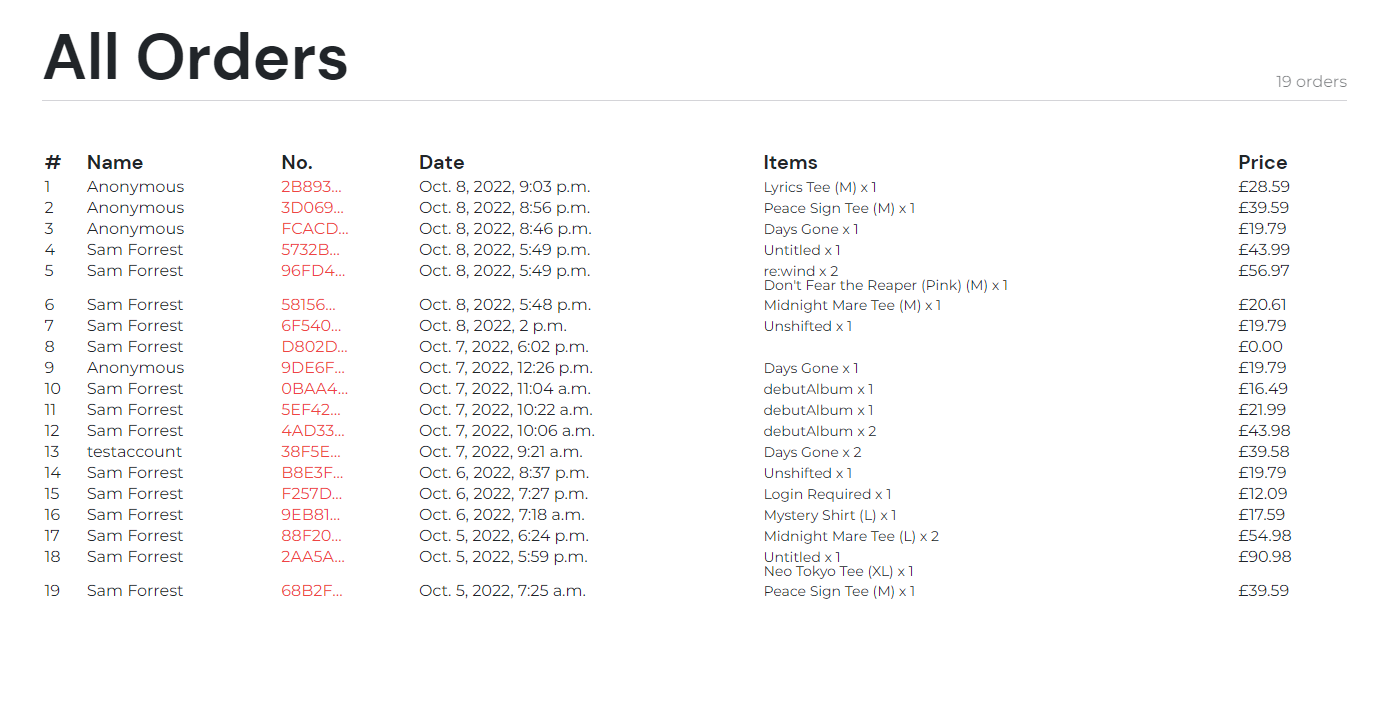 All Orders
19 orders
# Name No. Date Items Price
1 Anonymous 2B893... Oct. 8, 2022, 9:03 p.m. Lyrics Tee (M) x 1 £28.59
2 Anonymous 3D069... Oct. 8, 2022, 8:56 p.m. Peace Sign Tee (M) x 1 £39.59
3 Anonymous FCACD... Oct. 8, 2022, 8:46 p.m. Days Gone x 1 £19.79
4 Sam Forrest 5732B... Oct. 8, 2022, 5:49 p.m. Untitled x 1 £43.99
5 Sam Forrest 96FD4... Oct. 8, 2022, 5:49 p.m. re:wind x 2 £56.97
Don't Fear the Reaper (Pink) (M) x 1
6 Sam Forrest 58156... Oct. 8, 2022, 5:48 p.m. Midnight Mare Tee (M) x 1 £20.61
7 Sam Forrest 6F540... Oct. 8, 2022, 2 p.m. Unshifted x 1 £19.79
8 Sam Forrest D802D... Oct. 7, 2022, 6:02 p.m. £0.00
9 Anonymous 9DE6F... Oct. 7, 2022, 12:26 p.m. Days Gone x 1 £19.79
10 Sam Forrest 0BAA4... Oct. 7, 2022, 11:04 a.m. debutAlbum x 1 £16.49
11 Sam Forrest 5EF42... Oct. 7, 2022, 10:22 a.m. debutAlbum x 1 £21.99
12 Sam Forrest 4AD33... Oct. 7, 2022, 10:06 a.m. debutAlbum x 2 £43.98
13 testaccount 38F5E... Oct. 7, 2022, 9:21 a.m. Days Gone x 2 £39.58
14 Sam Forrest B8E3F... Oct. 6, 2022, 8:37 p.m. Unshifted x 1 £19.79
15 Sam Forrest F257D... Oct. 6, 2022, 7:27 p.m. Login Required x 1 £12.09
16 Sam Forrest 9EB81... Oct. 6, 2022, 7:18 a.m. Mystery Shirt (L) x 1 £17.59
17 Sam Forrest 88F20... Oct. 5, 2022, 6:24 p.m. Midnight Mare Tee (L) x 2 £54.98
18 Sam Forrest 2AA5A... Oct. 5, 2022, 5:59 p.m. Untitled x 1 £90.98
Neo Tokyo Tee (XL) x 1
19 Sam Forrest 68B2F... Oct. 5, 2022, 7:25 a.m. Peace Sign Tee (M) x 1 £39.59